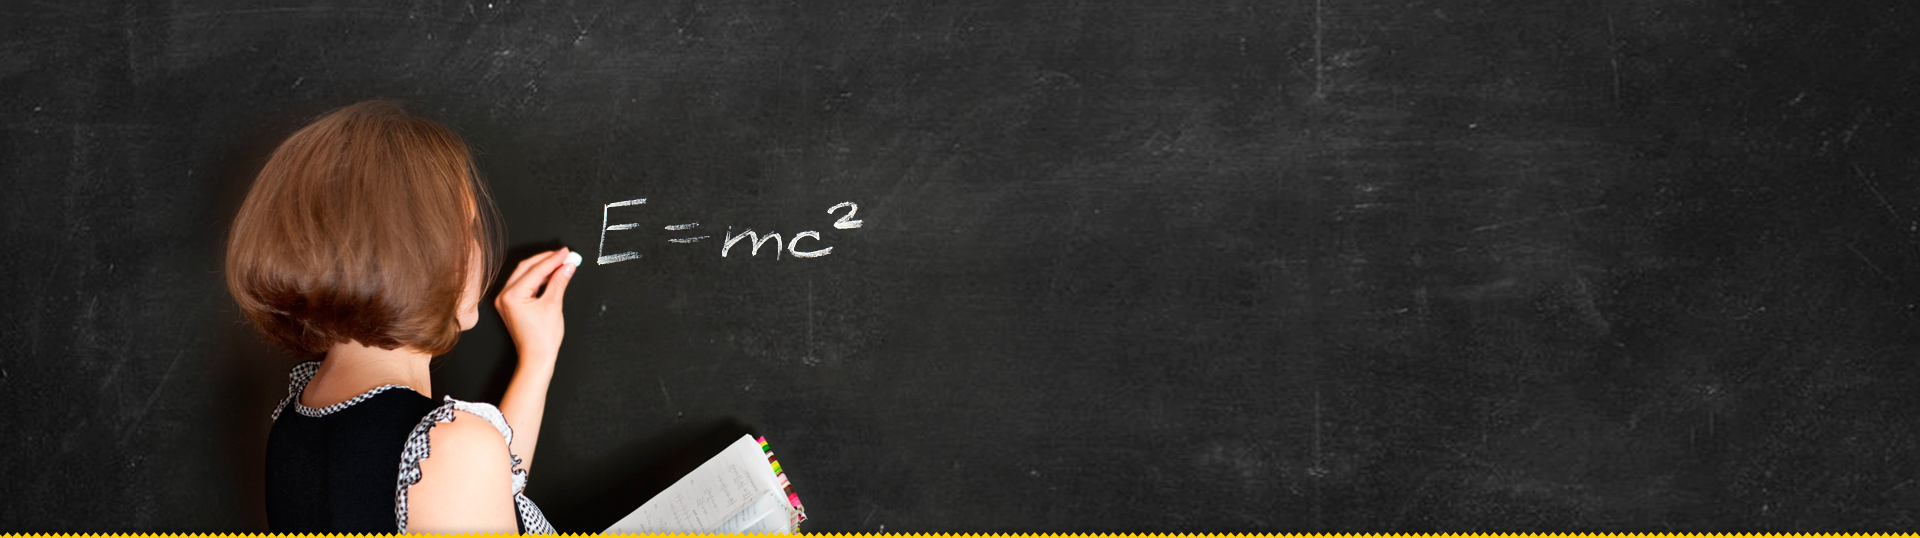 E = mc²